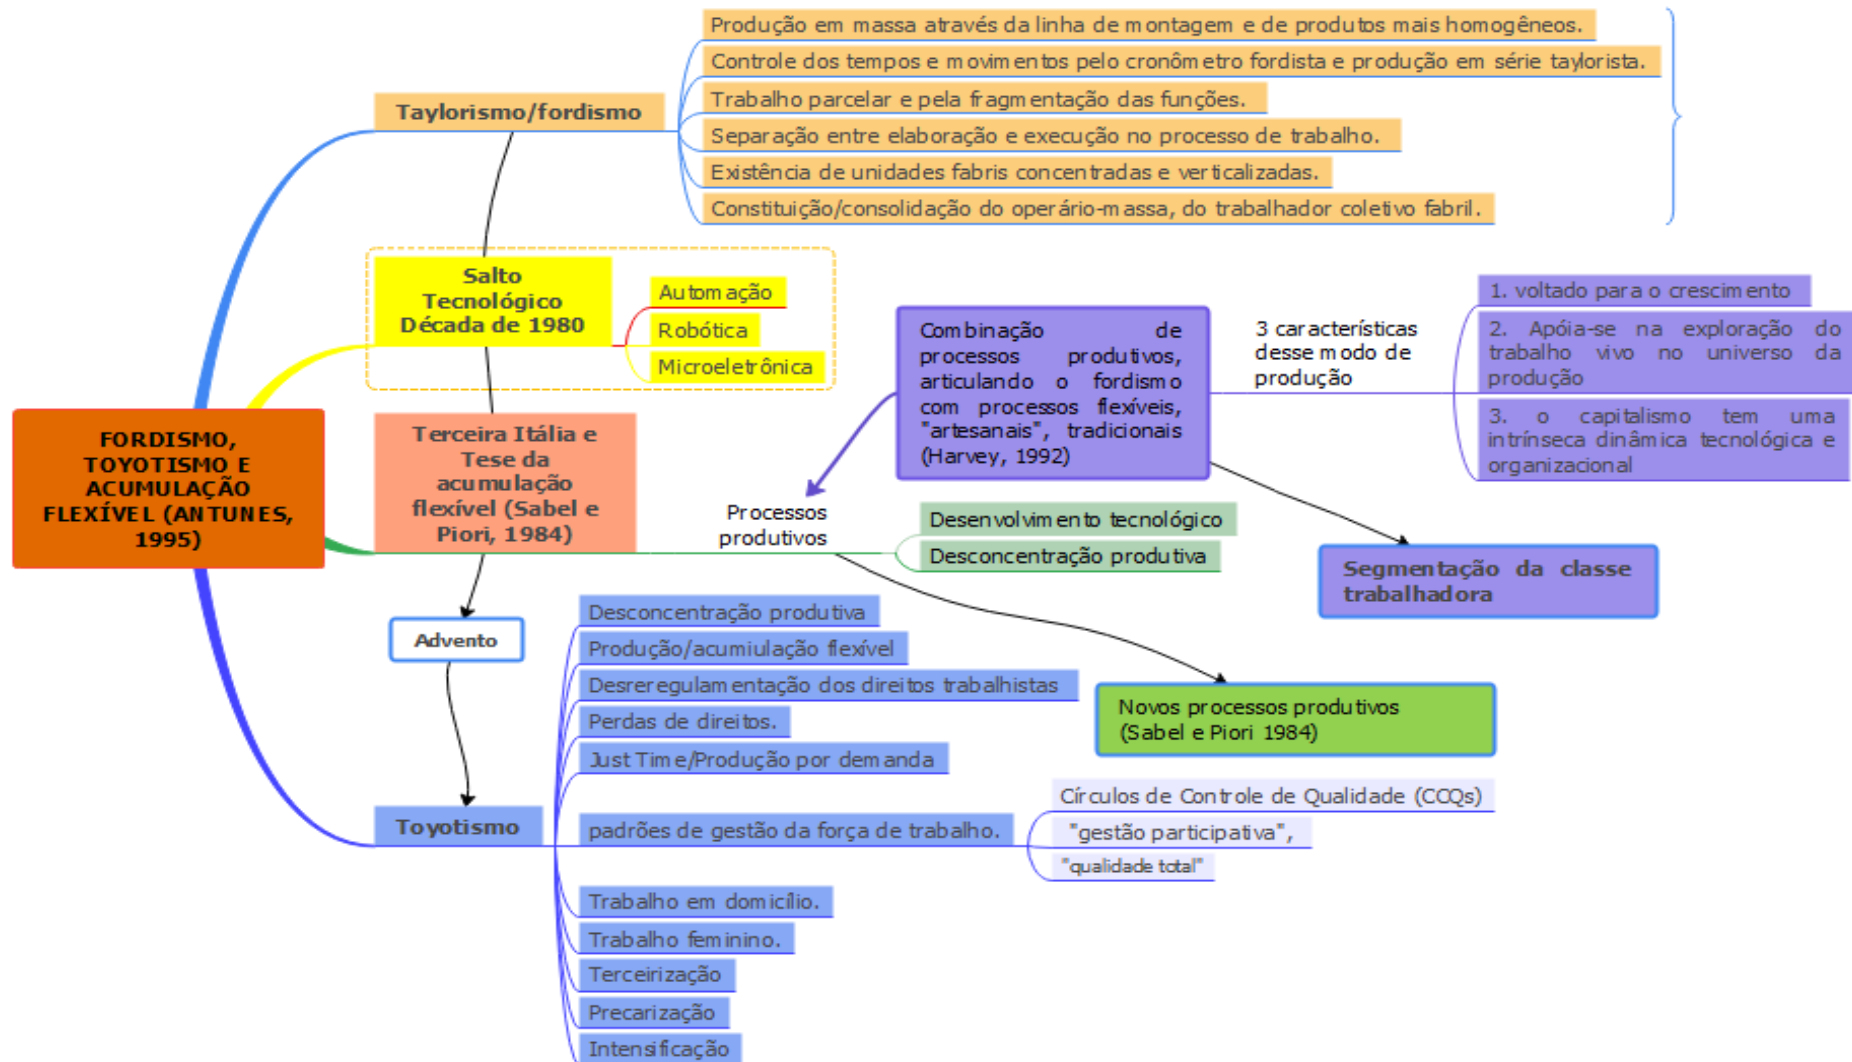 Produção em massa através da linha de montagem e de produtos mais homogêneos.
Controle dos tempos e movimentos pelo cronômetro fordista e produção em série taylorista.
Taylorismo/fordismo
Trabalho parcelar e pela fragmentação das funções.
Separação entre elaboração e execução no processo de trabalho.
Existência de unidades fabris concentradas e verticalizadas.
Constituição/consolidação do operário-massa, do trabalhador coletivo fabril.
Salto
Tecnológico
Década de 1980
Automação
Robótica
Microeletrônica
Combinação de
processos produtivos,
articulando o fordismo
com processos flexíveis,
"artesanais", tradicionais
(Harvey, 1992)
3 características
desse modo de
produção
1. voltado para o crescimento
2. Apóia-se na exploração do
trabalho vivo no universo da
produção
3. o capitalismo tem uma
intrínseca dinâmica tecnológica e
organizacional
FORDISMO,
TOYOTISMO E
ACUMULAÇÃO
FLEXÍVEL (ANTUNES,
1995)
Terceira Itália e
Tese da
acumulação
flexível (Sabel e
Piori, 1984)
Processos
produtivos
Desenvolvimento tecnológico
Desconcentração produtiva
Segmentação da classe
trabalhadora
Advento
Novos processos produtivos
(Sabel e Piori 1984)
Toyotismo
Desconcentração produtiva
Produção/acumiulação flexível
Desreregulamentação dos direitos trabalhistas
Perdas de direitos.
Just Time/Produção por demanda
padrões de gestão da força de trabalho.
Círculos de Controle de Qualidade (CCQs)
"gestão participativa",
"qualidade total"
Trabalho em domicílio.
Trabalho feminino.
Terceirização
Precarização
Intensificação